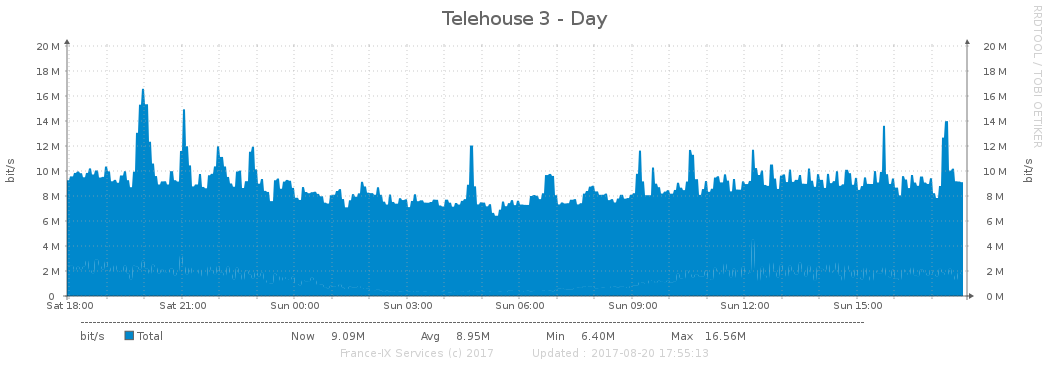 Telehouse 3 - Day
RRDTOOL / TOBI OETIKER
20 M 20 M
18 M 18 M
16 M 16 M
14 M 14 M
12 M 12 M
10 M 10 M
8 M 8 M
6 M 6 M
4 M 4 M
2 M 2 M
0 0 M
bit/s bit/s
Sat 18:00 Sat 21:00 Sun 00:00 Sun 03:00 Sun 06:00 Sun 09:00 Sun 12:00 Sun 15:00
bit/s Total Now 9.09M Avg 8.95M Min 6.40M Max 16.56M
France-IX Services (c) 2017 Updated : 2017-08-20 17:55:13